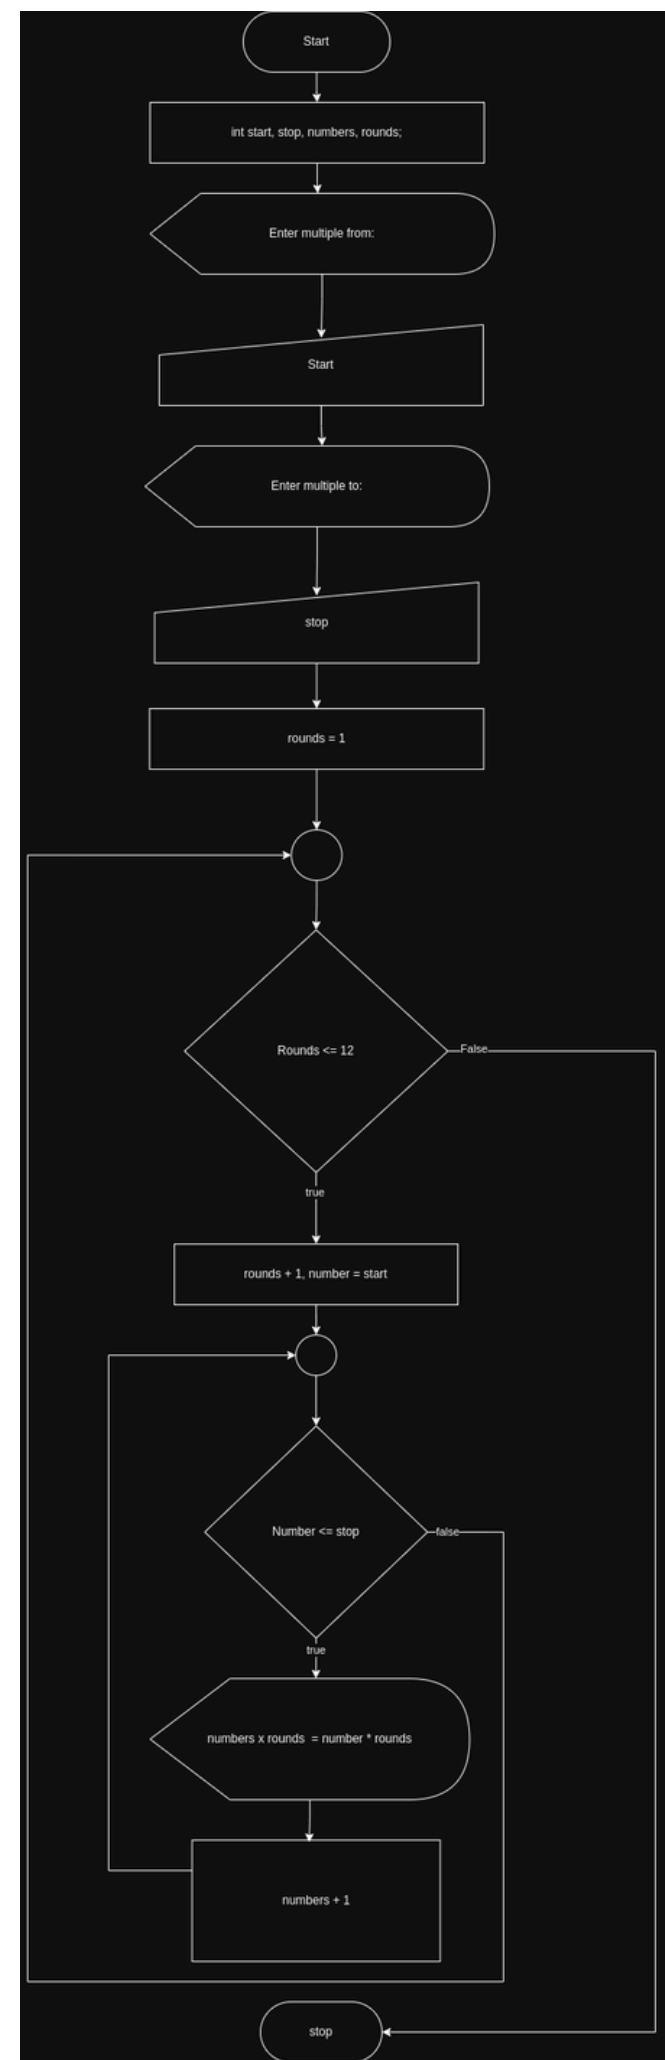 Start
int start, stop, numbers, rounds;
Enter multiple from:
Start
Enter multiple to:
stop
rounds = 1
Rounds <= 12
False
true
rounds + 1, number = start
Number <= stop
false
true
numbers x rounds  = number * rounds
numbers + 1
stop